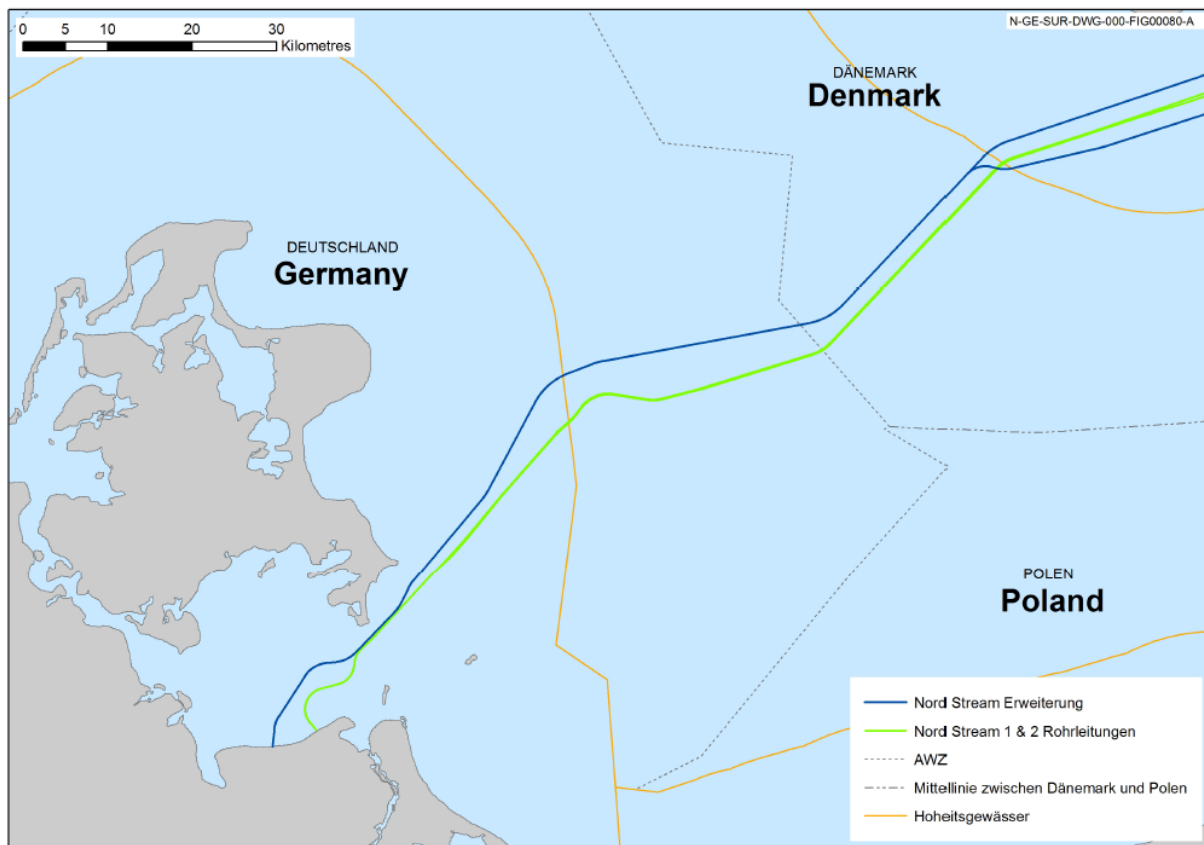 0 5 10 20 30
Kilometres
N-GE-SUR-DWG-000-FIG00080-A
DÄNEMARK
Denmark
DEUTSCHLAND
Germany
POLEN
Poland
Nord Stream Erweiterung
Nord Stream 1 & 2 Rohrleitungen
AWZ
Mittellinie zwischen Dänemark und Polen
Hoheitsgewässer